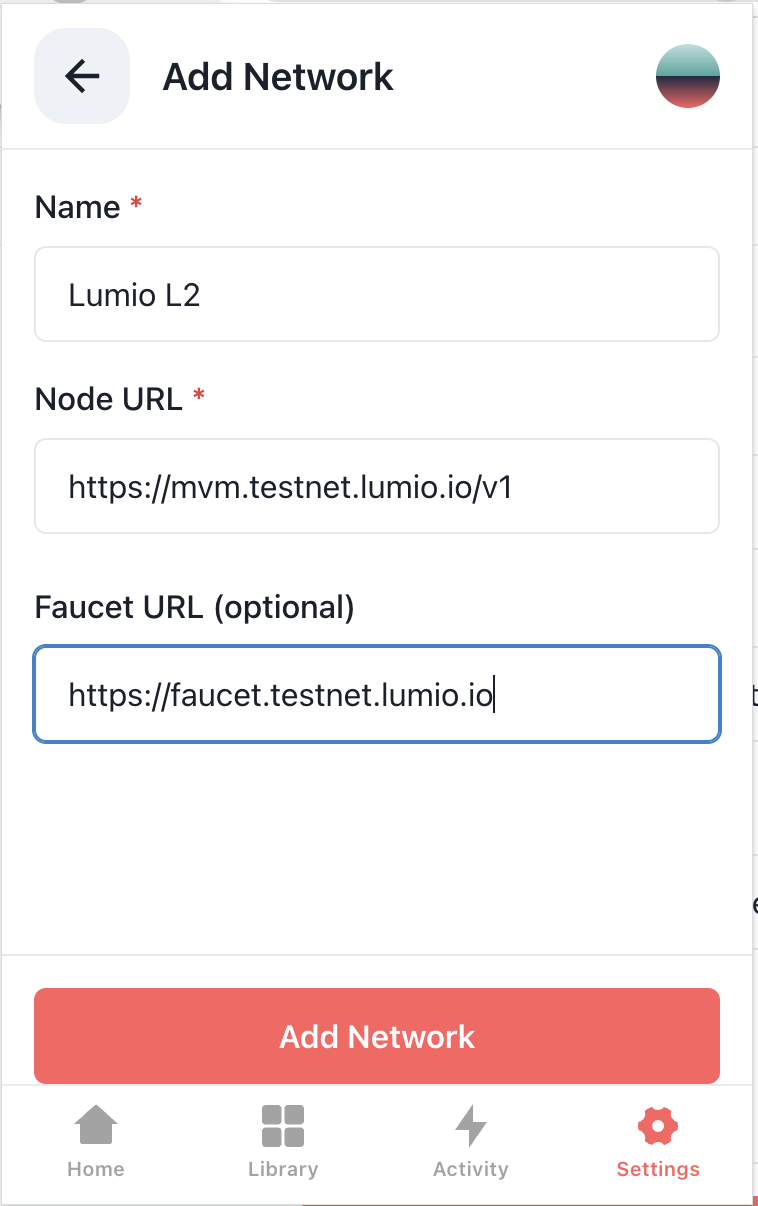 Add Network
Name *
Lumio L2
Node URL *
https://mvm.testnet.lumio.io/v1
Faucet URL (optional)
https://faucet.testnet.lumio.io
Add Network
Home Library Activity Settings